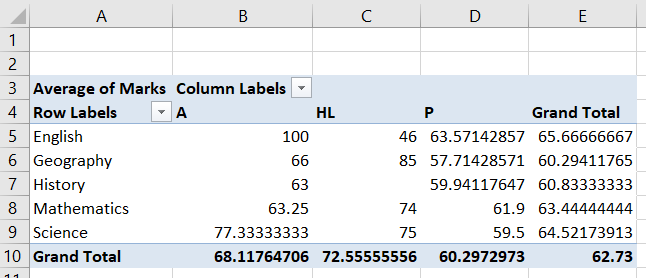 A B C D E
1
2
3 Average of Marks Column Labels
4 Row Labels A HL P Grand Total
5 English 100 46 63.57142857 65.66666667
6 Geography 66 85 57.71428571 60.29411765
7 History 63 59.94117647 60.83333333
8 Mathematics 63.25 74 61.9 63.44444444
9 Science 77.33333333 75 59.5 64.52173913
10 Grand Total 68.11764706 72.55555556 60.2972973 62.73